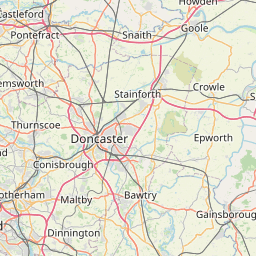 Castleford
Howden
Pontefract
Snaith
Goole
emsworth
Stainforth
Crowle
Thurnscoe
Doncaster
Epworth
Conisbrough
otherham
Maltby
Bawtry
Gainsboroug
Dinnington
d